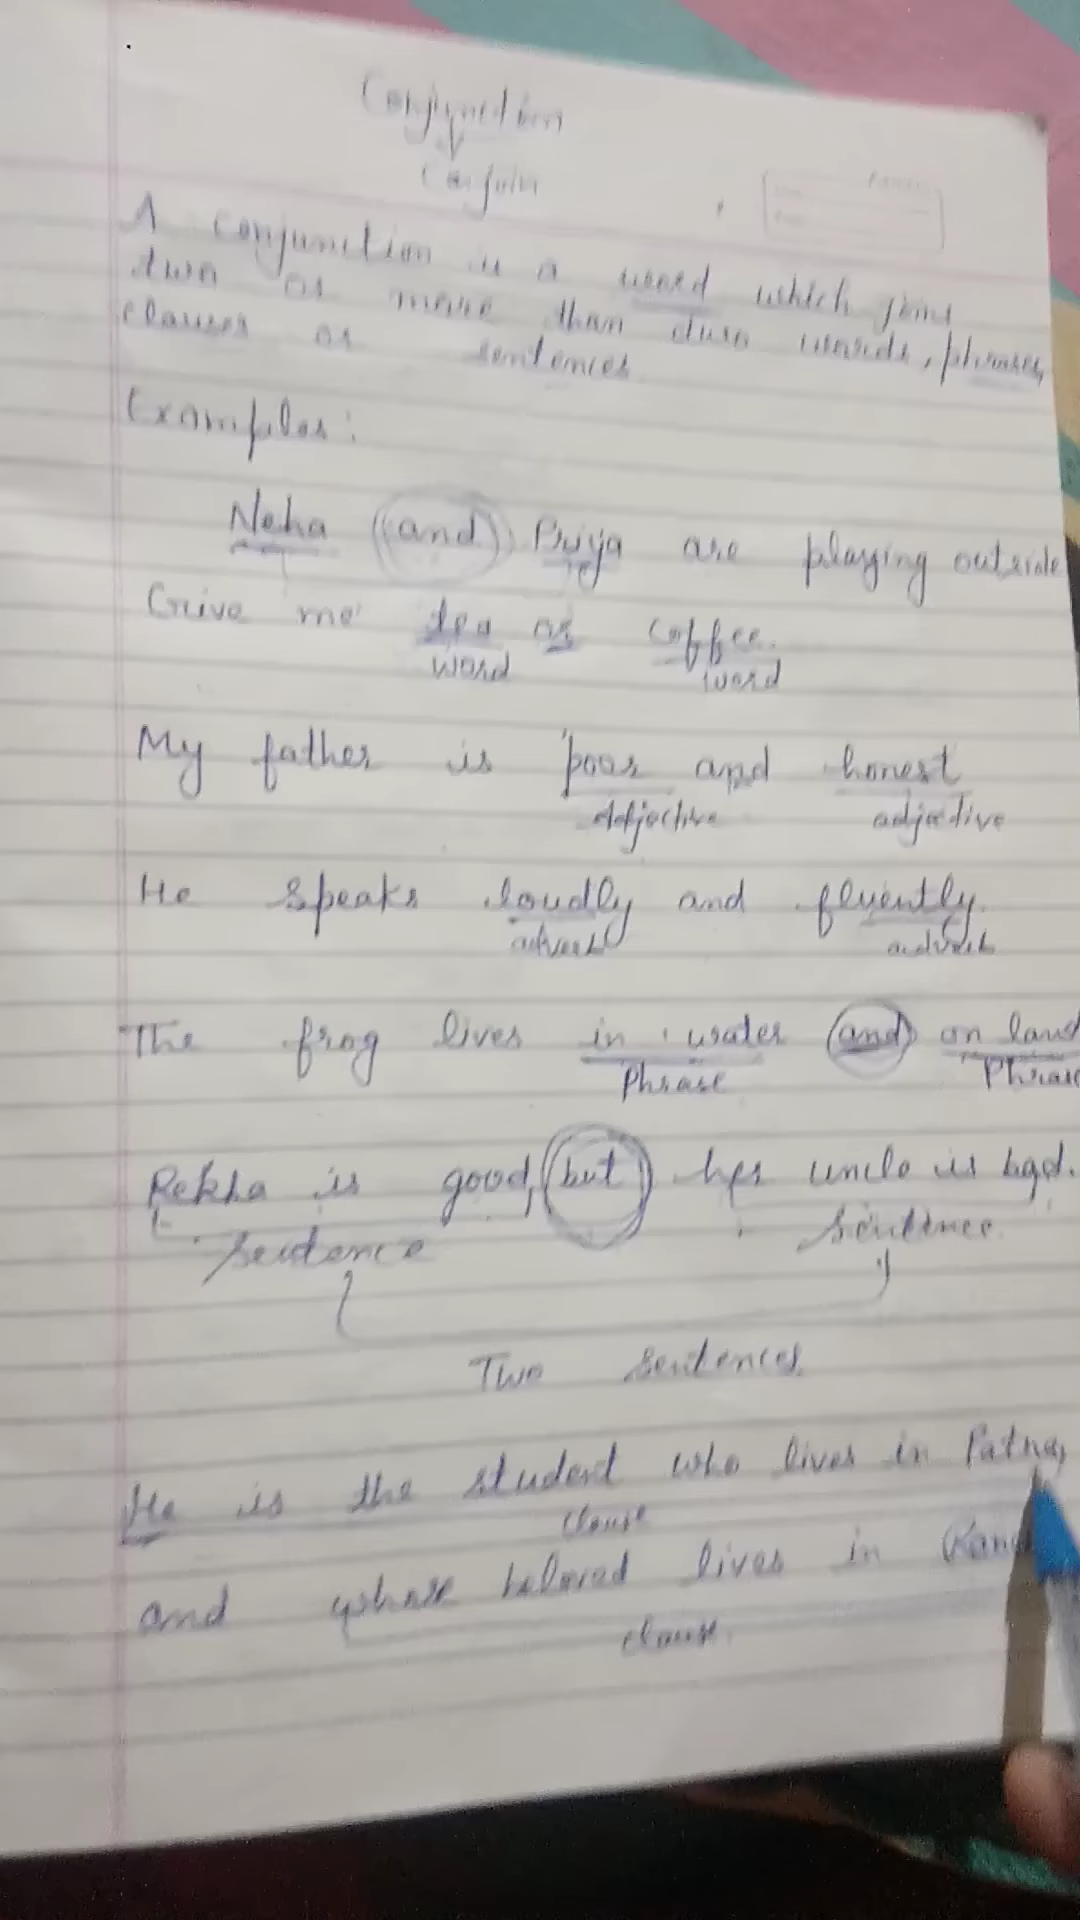 Conjunction
Conjoin
A conjunction is a word which joins
two or more than two words, phrases,
clauses or sentences
Examples:
Neha (and) Priya are playing outside
Give me tea or coffee.
word word
My father is poor and honest
Adjective adjective
He speaks loudly and fluently.
adverb adverb
The frog lives in water (and) on land
Phrase Phrase
Rekha is good, (but) her uncle is bad.
Sentence Sentence
Two sentences
He is the student who lives in Patna,
clause
and whose beloved lives in
clause